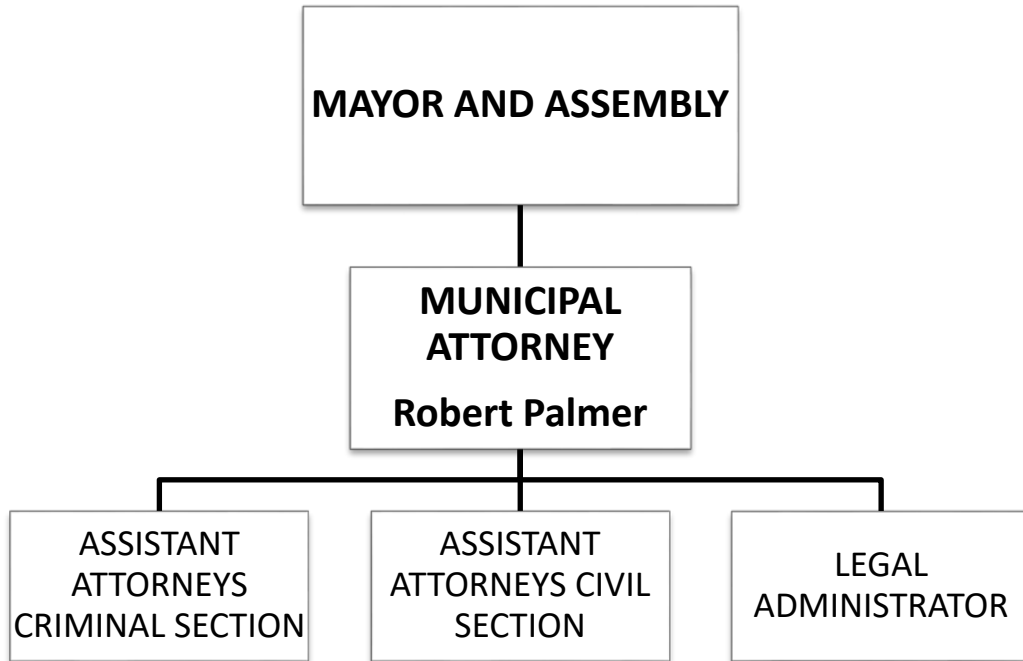 MAYOR AND ASSEMBLY
MUNICIPAL
ATTORNEY
Robert Palmer
ASSISTANT
ATTORNEYS
CRIMINAL SECTION
ASSISTANT
ATTORNEYS CIVIL
SECTION
LEGAL
ADMINISTRATOR